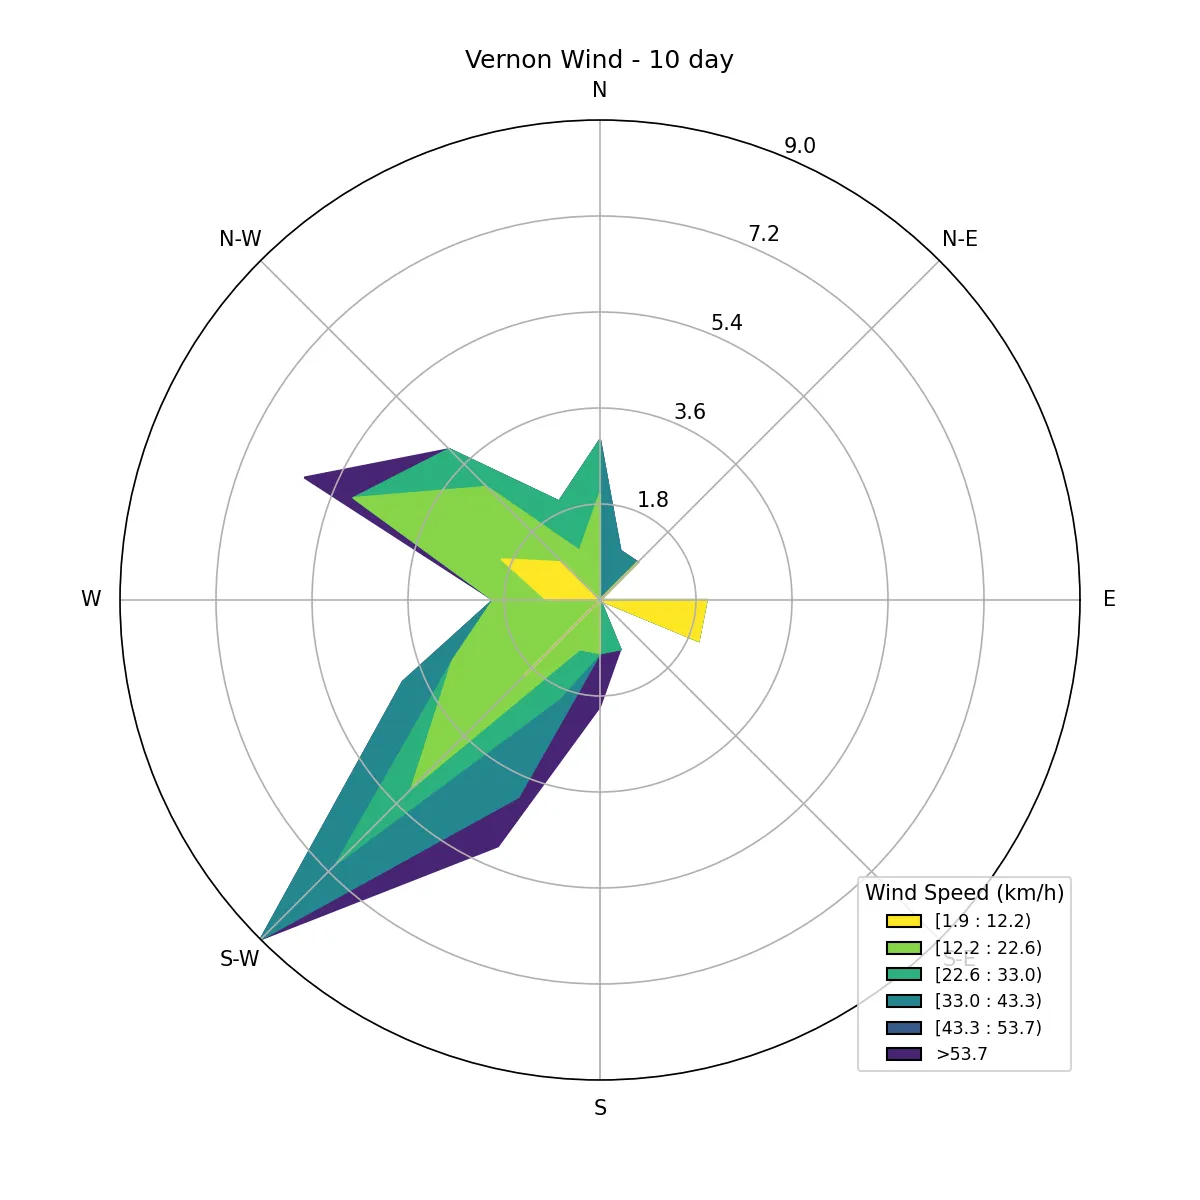 Vernon Wind - 10 day
N
9.0
N-W
N-E
7.2
5.4
3.6
1.8
W
E
S-W
S-E
S
Wind Speed (km/h)
[1.9 : 12.2)
[12.2 : 22.6)
[22.6 : 33.0)
[33.0 : 43.3)
[43.3 : 53.7)
>53.7